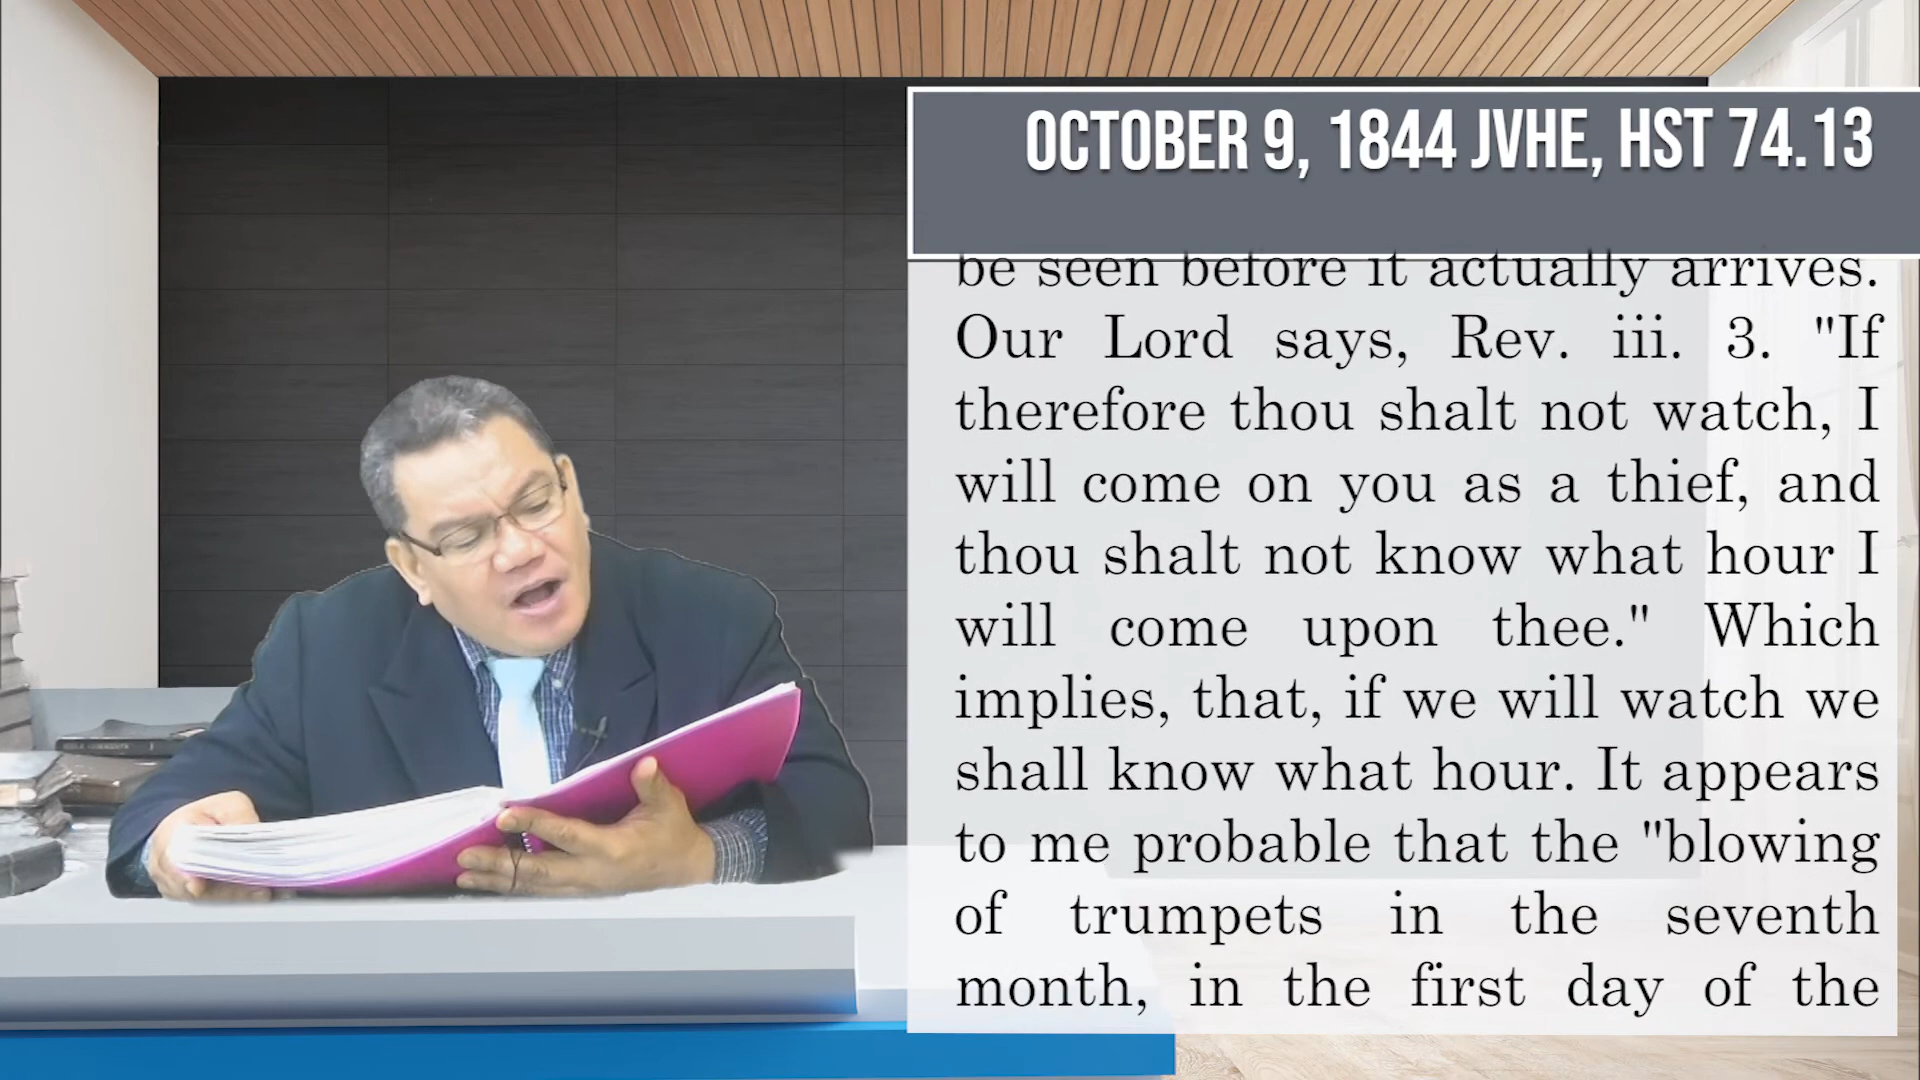 OCTOBER 9, 1844 JVHE, HST 74.13
be seen before it actually arrives.
Our Lord says, Rev. iii. 3. "If
therefore thou shalt not watch, I
will come on you as a thief, and
thou shalt not know what hour I
will come upon thee." Which
implies, that, if we will watch we
shall know what hour. It appears
to me probable that the "blowing
of trumpets in the seventh
month, in the first day of the